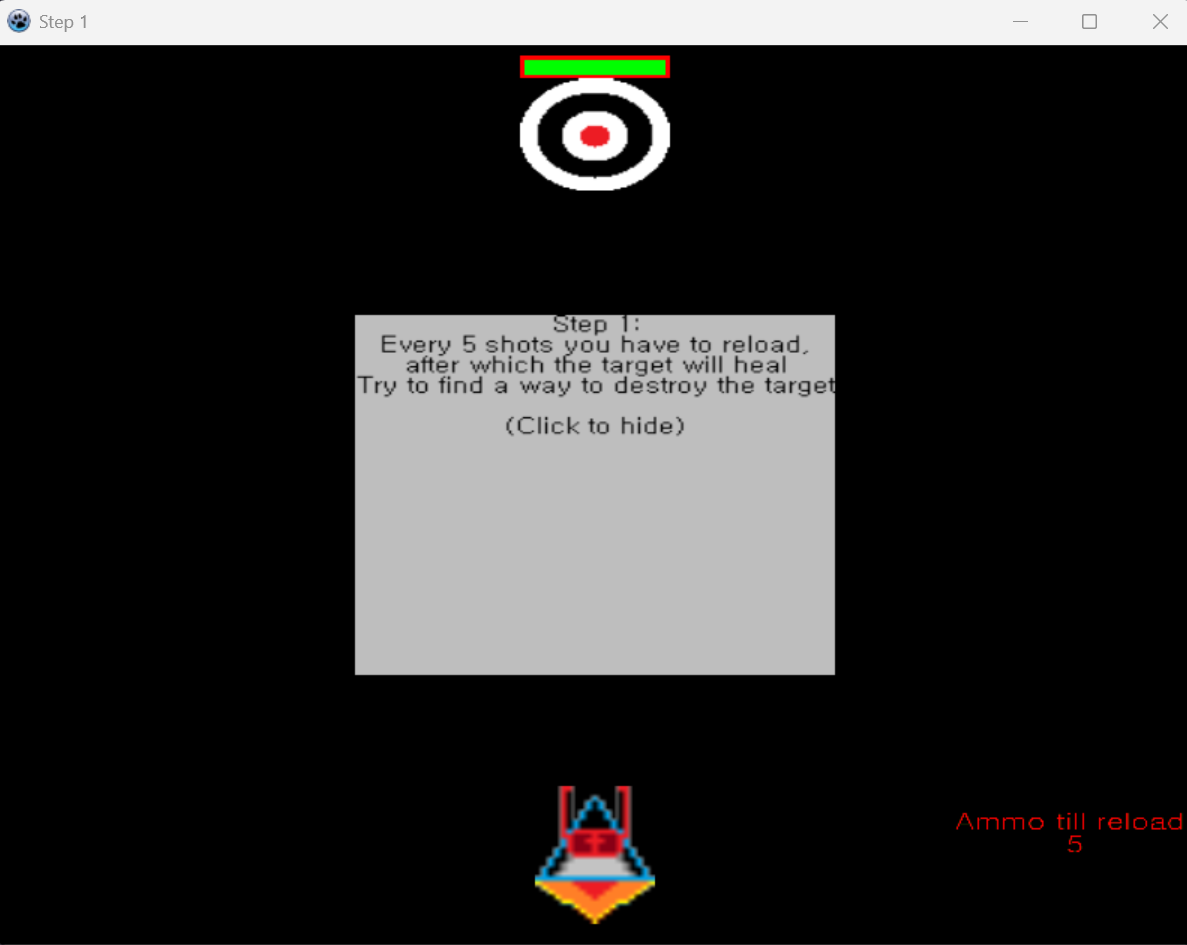 Step 1
Step 1:
Every 5 shots you have to reload,
after which the target will heal
Try to find a way to destroy the target
(Click to hide)
Ammo till reload
5